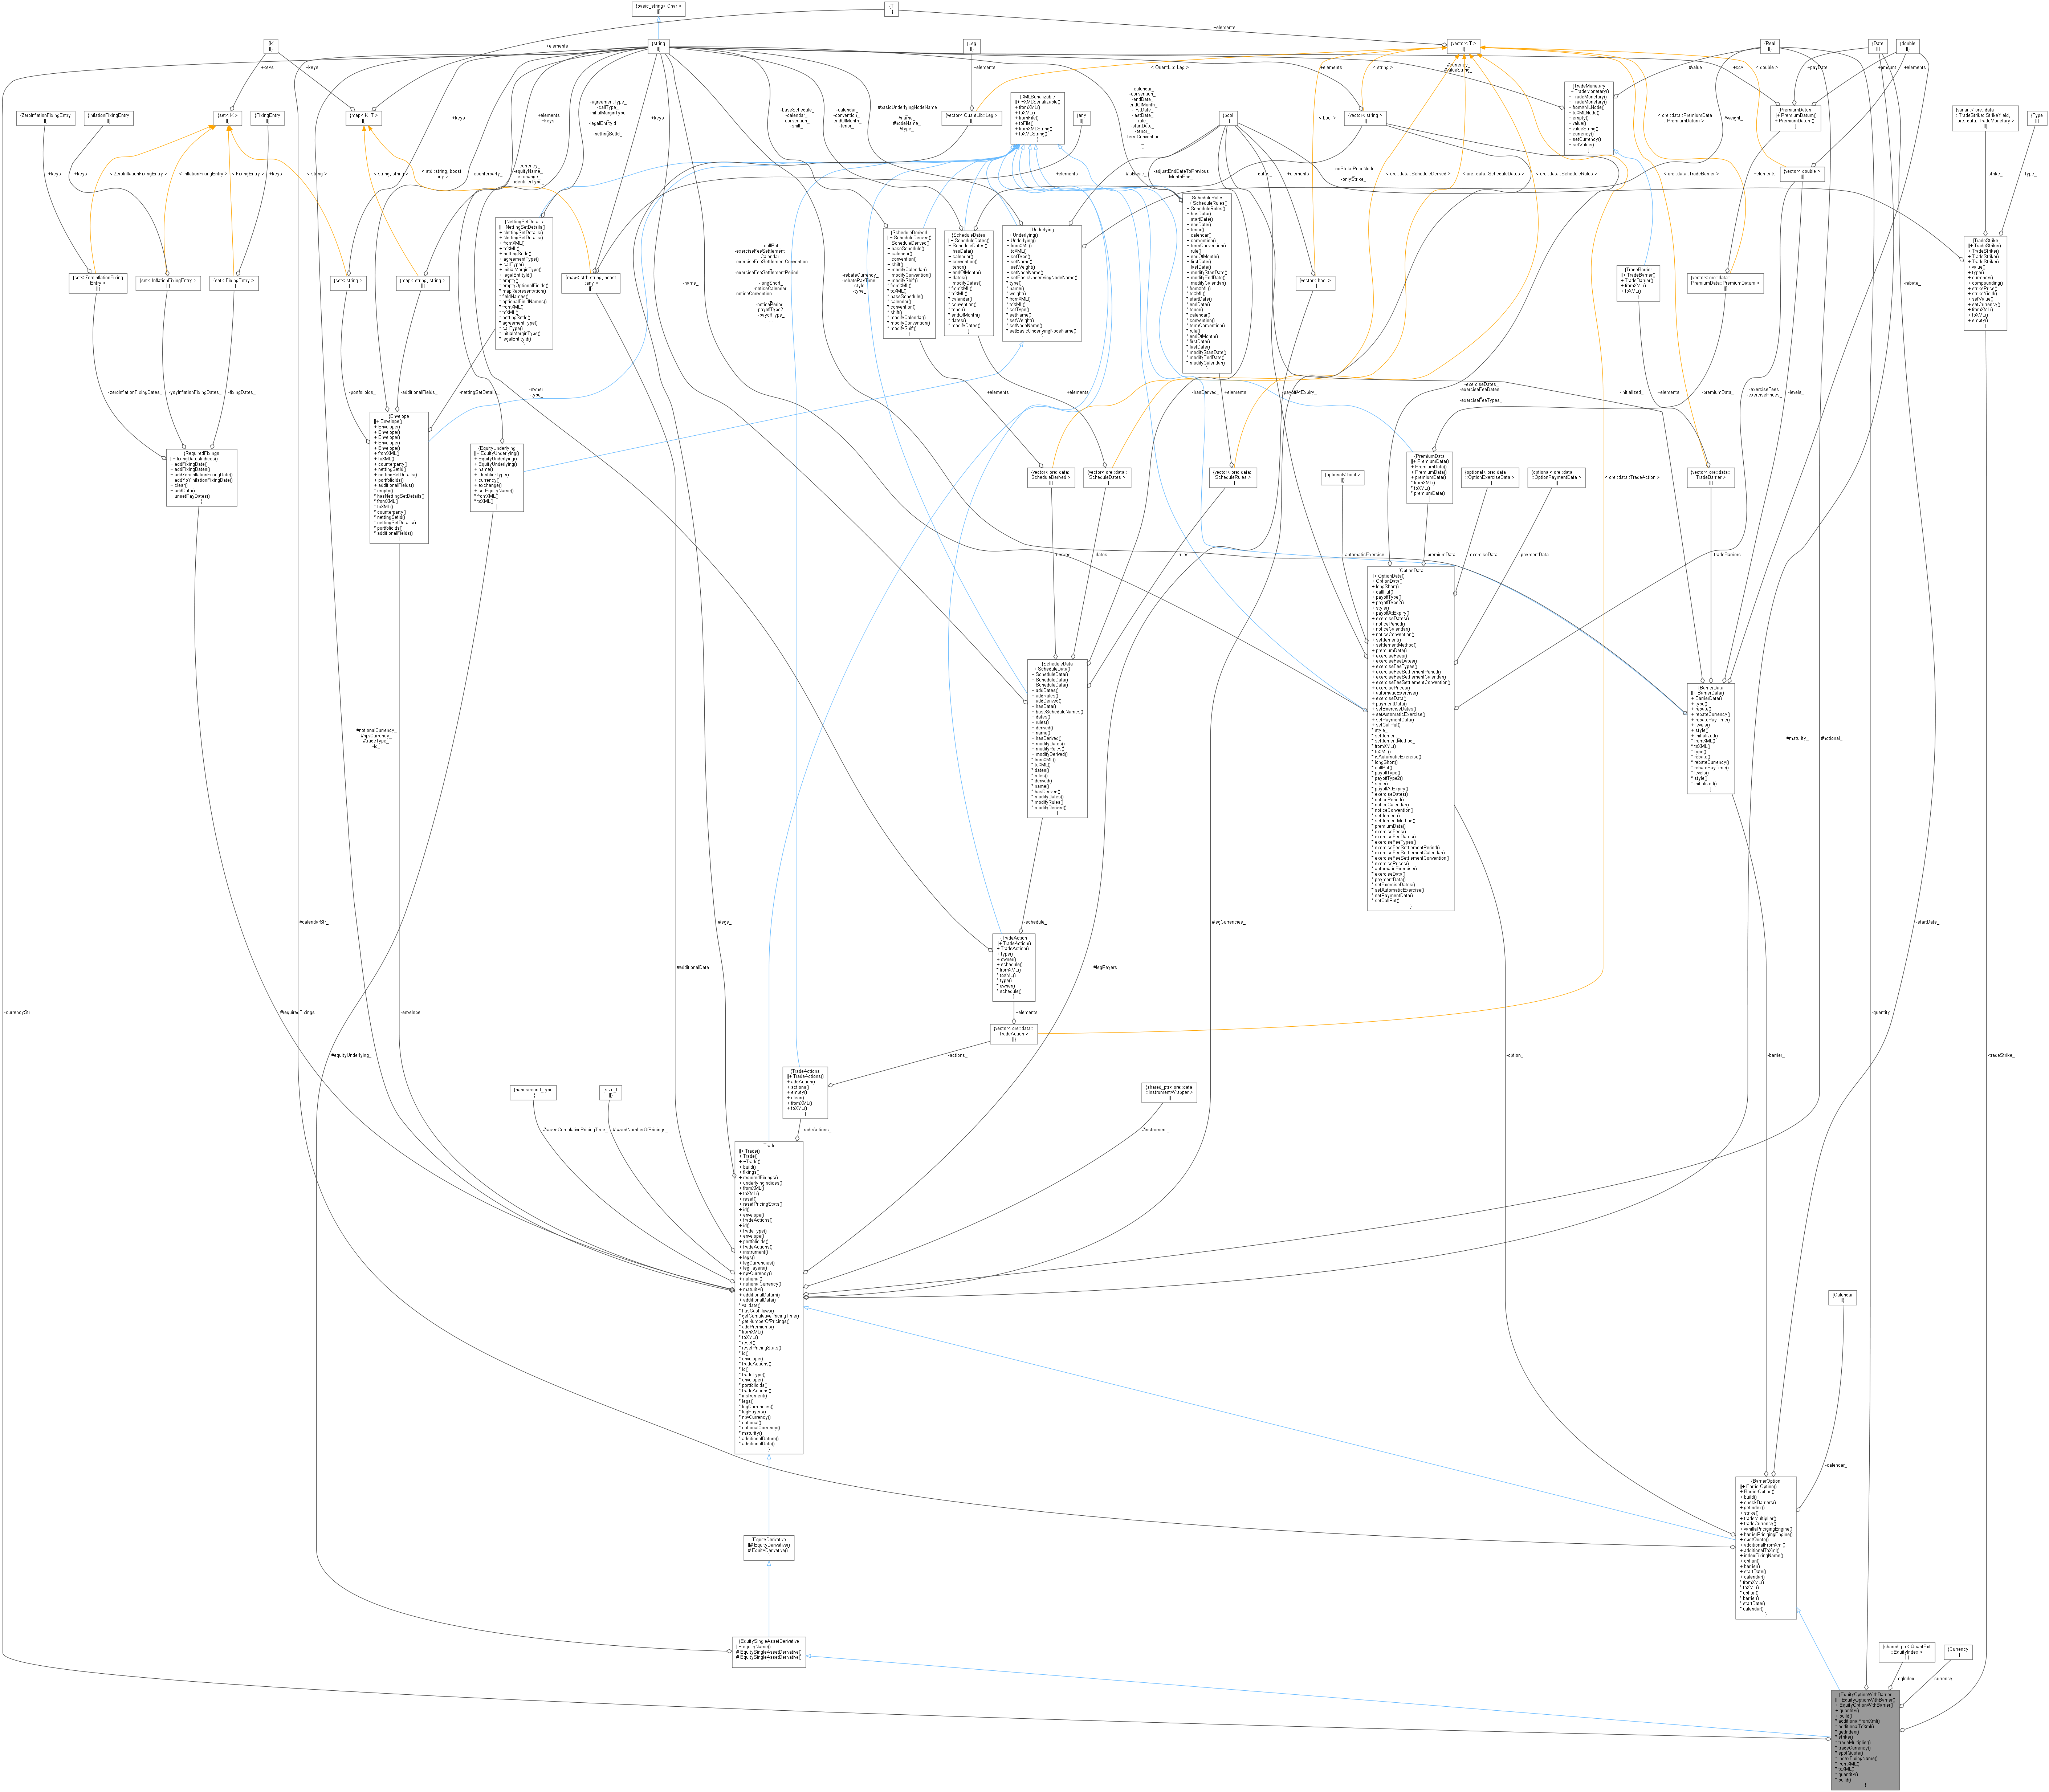 {basic_string< Char >
||}
{T
||}
+elements
{K
||}
{string
||}
{Leg
||}
{vector< T >
||}
{Real
||}
{Date
||}
{double
||}
+elements
+keys
+keys
+elements
< QuantLib::Leg >
+elements
< string >
#currency_
#valueString_
#value_
+ccy
< double >
+payDate
+amount
+elements
{ZeroInflationFixingEntry
||}
{InflationFixingEntry
||}
{set< K >
||}
{FixingEntry
||}
{map< K, T >
||}
-agreementType_
-callType_
-initialMarginType
_
-legalEntityId
_
-nettingSetId_
+keys
-baseSchedule_
-calendar_
-convention_
-shift_
-calendar_
-convention_
-endOfMonth_
-tenor_
#basicUnderlyingNodeName
_
#name_
#nodeName_
#type_
{vector< QuantLib::Leg >
||}
{XMLSerializable
||+ ~XMLSerializable()
+ fromXML()
+ toXML()
+ fromFile()
+ toFile()
+ fromXMLString()
+ toXMLString()
}
{any
||}
-calendar_
-convention_
-endDate_
-endOfMonth_
-firstDate_
-lastDate_
-rule_
-startDate_
-tenor_
-termConvention
_
{bool
||}
< bool >
{vector< string >
||}
{TradeMonetary
||+ TradeMonetary()
+ TradeMonetary()
+ TradeMonetary()
+ fromXMLNode()
+ toXMLNode()
+ empty()
+ value()
+ valueString()
+ currency()
+ setCurrency()
+ setValue()
}
< ore::data::PremiumData
::PremiumDatum >
#weight_
{PremiumDatum
||+ PremiumDatum()
+ PremiumDatum()
}
{variant< ore::data
::TradeStrike::StrikeYield,
ore::data::TradeMonetary >
||}
{Type
||}
+keys
< ZeroInflationFixingEntry >
+keys
< InflationFixingEntry >
< FixingEntry >
+keys
< string >
+keys
< string, string >
< std::string, boost
::any >
-counterparty_
+elements
+keys
-currency_
-equityName_
-exchange_
-identifierType_
+elements
#isBasic_
-adjustEndDateToPrevious
MonthEnd_
-dates_
+elements
-noStrikePriceNode
_
-onlyStrike_
< ore::data::ScheduleDerived >
< ore::data::ScheduleDates >
< ore::data::ScheduleRules >
< ore::data::TradeBarrier >
+elements
{vector< double >
||}
-strike_
-type_
{NettingSetDetails
||+ NettingSetDetails()
+ NettingSetDetails()
+ NettingSetDetails()
+ fromXML()
+ toXML()
+ nettingSetId()
+ agreementType()
+ callType()
+ initialMarginType()
+ legalEntityId()
* empty()
* emptyOptionalFields()
* mapRepresentation()
* fieldNames()
* optionalFieldNames()
* fromXML()
* toXML()
* nettingSetId()
* agreementType()
* callType()
* initialMarginType()
* legalEntityId()
}
{ScheduleDerived
||+ ScheduleDerived()
+ ScheduleDerived()
+ baseSchedule()
+ calendar()
+ convention()
+ shift()
+ modifyCalendar()
+ modifyConvention()
+ modifyShift()
* fromXML()
* toXML()
* baseSchedule()
* calendar()
* convention()
* shift()
* modifyCalendar()
* modifyConvention()
* modifyShift()
}
{ScheduleDates
||+ ScheduleDates()
+ ScheduleDates()
+ hasData()
+ calendar()
+ convention()
+ tenor()
+ endOfMonth()
+ dates()
+ modifyDates()
* fromXML()
* toXML()
* calendar()
* convention()
* tenor()
* endOfMonth()
* dates()
* modifyDates()
}
{Underlying
||+ Underlying()
+ Underlying()
+ fromXML()
+ toXML()
+ setType()
+ setName()
+ setWeight()
+ setNodeName()
+ setBasicUnderlyingNodeName()
* type()
* name()
* weight()
* fromXML()
* toXML()
* setType()
* setName()
* setWeight()
* setNodeName()
* setBasicUnderlyingNodeName()
}
{ScheduleRules
||+ ScheduleRules()
+ ScheduleRules()
+ hasData()
+ startDate()
+ endDate()
+ tenor()
+ calendar()
+ convention()
+ termConvention()
+ rule()
+ endOfMonth()
+ firstDate()
+ lastDate()
+ modifyStartDate()
+ modifyEndDate()
+ modifyCalendar()
* fromXML()
* toXML()
* startDate()
* endDate()
* tenor()
* calendar()
* convention()
* termConvention()
* rule()
* endOfMonth()
* firstDate()
* lastDate()
* modifyStartDate()
* modifyEndDate()
* modifyCalendar()
}
{TradeStrike
||+ TradeStrike()
+ TradeStrike()
+ TradeStrike()
+ TradeStrike()
+ value()
+ type()
+ currency()
+ compounding()
+ strikePrice()
+ strikeYield()
+ setValue()
+ setCurrency()
+ fromXML()
+ toXML()
+ empty()
}
{set< ZeroInflationFixing
Entry >
||}
{set< InflationFixingEntry >
||}
{set< FixingEntry >
||}
{set< string >
||}
{map< string, string >
||}
{map< std::string, boost
::any >
||}
-callPut_
-exerciseFeeSettlement
Calendar_
-exerciseFeeSettlementConvention
_
-exerciseFeeSettlementPeriod
_
-longShort_
-noticeCalendar_
-noticeConvention
_
-noticePeriod_
-payoffType2_
-payoffType_
-rebateCurrency_
-rebatePayTime_
-style_
-type_
-name_
{vector< bool >
||}
{TradeBarrier
||+ TradeBarrier()
+ TradeBarrier()
+ fromXML()
+ toXML()
}
{vector< ore::data::
PremiumData::PremiumDatum >
||}
-rebate_
-zeroInflationFixingDates_
-yoyInflationFixingDates_
-fixingDates_
-portfolioIds_
-additionalFields_
-nettingSetDetails_
-owner_
-type_
+elements
+elements
+elements
-hasDerived_
-payoffAtExpiry_
-exerciseDates_
-exerciseFeeDates
_
-exerciseFeeTypes_
-initialized_
+elements
-premiumData_
-exerciseFees_
-exercisePrices_
-levels_
{RequiredFixings
||+ fixingDatesIndices()
+ addFixingDate()
+ addFixingDates()
+ addZeroInflationFixingDate()
+ addYoYInflationFixingDate()
+ clear()
+ addData()
+ unsetPayDates()
}
{Envelope
||+ Envelope()
+ Envelope()
+ Envelope()
+ Envelope()
+ Envelope()
+ Envelope()
+ fromXML()
+ toXML()
+ counterparty()
+ nettingSetId()
+ nettingSetDetails()
+ portfolioIds()
+ additionalFields()
* empty()
* hasNettingSetDetails()
* fromXML()
* toXML()
* counterparty()
* nettingSetId()
* nettingSetDetails()
* portfolioIds()
* additionalFields()
}
{EquityUnderlying
||+ EquityUnderlying()
+ EquityUnderlying()
+ EquityUnderlying()
+ name()
+ identifierType()
+ currency()
+ exchange()
+ setEquityName()
* fromXML()
* toXML()
}
{vector< ore::data::
ScheduleDerived >
||}
{vector< ore::data::
ScheduleDates >
||}
{vector< ore::data::
ScheduleRules >
||}
{optional< bool >
||}
{PremiumData
||+ PremiumData()
+ PremiumData()
+ PremiumData()
+ premiumData()
* fromXML()
* toXML()
* premiumData()
}
{optional< ore::data
::OptionExerciseData >
||}
{optional< ore::data
::OptionPaymentData >
||}
< ore::data::TradeAction >
{vector< ore::data::
TradeBarrier >
||}
-derived_
-dates_
-rules_
-automaticExercise_
-premiumData_
-exerciseData_
-paymentData_
-tradeBarriers_
{OptionData
||+ OptionData()
+ OptionData()
+ longShort()
+ callPut()
+ payoffType()
+ payoffType2()
+ style()
+ payoffAtExpiry()
+ exerciseDates()
+ noticePeriod()
+ noticeCalendar()
+ noticeConvention()
+ settlement()
+ settlementMethod()
+ premiumData()
+ exerciseFees()
+ exerciseFeeDates()
+ exerciseFeeTypes()
+ exerciseFeeSettlementPeriod()
+ exerciseFeeSettlementCalendar()
+ exerciseFeeSettlementConvention()
+ exercisePrices()
+ automaticExercise()
+ exerciseData()
+ paymentData()
+ setExerciseDates()
+ setAutomaticExercise()
+ setPaymentData()
+ setCallPut()
* style_
* settlement_
* settlementMethod_
* fromXML()
* toXML()
* isAutomaticExercise()
* longShort()
* callPut()
* payoffType()
* payoffType2()
* style()
* payoffAtExpiry()
* exerciseDates()
* noticePeriod()
* noticeCalendar()
* noticeConvention()
* settlement()
* settlementMethod()
* premiumData()
* exerciseFees()
* exerciseFeeDates()
* exerciseFeeTypes()
* exerciseFeeSettlementPeriod()
* exerciseFeeSettlementCalendar()
* exerciseFeeSettlementConvention()
* exercisePrices()
* automaticExercise()
* exerciseData()
* paymentData()
* setExerciseDates()
* setAutomaticExercise()
* setPaymentData()
* setCallPut()
}
{ScheduleData
||+ ScheduleData()
+ ScheduleData()
+ ScheduleData()
+ ScheduleData()
+ addDates()
+ addRules()
+ addDerived()
+ hasData()
+ baseScheduleNames()
+ dates()
+ rules()
+ derived()
+ name()
+ hasDerived()
+ modifyDates()
+ modifyRules()
+ modifyDerived()
* fromXML()
* toXML()
* dates()
* rules()
* derived()
* name()
* hasDerived()
* modifyDates()
* modifyRules()
* modifyDerived()
}
{BarrierData
||+ BarrierData()
+ BarrierData()
+ type()
+ rebate()
+ rebateCurrency()
+ rebatePayTime()
+ levels()
+ style()
+ initialized()
* fromXML()
* toXML()
* type()
* rebate()
* rebateCurrency()
* rebatePayTime()
* levels()
* style()
* initialized()
}
#notionalCurrency_
#npvCurrency_
#tradeType_
-id_
#maturity_
#notional_
#calendarStr_
#legs_
-schedule_
#legCurrencies_
-startDate_
{TradeAction
||+ TradeAction()
+ TradeAction()
+ type()
+ owner()
+ schedule()
* fromXML()
* toXML()
* type()
* owner()
* schedule()
}
#additionalData_
#legPayers_
-currencyStr_
#requiredFixings_
-envelope_
+elements
-quantity_
{vector< ore::data::
TradeAction >
||}
#equityUnderlying_
-actions_
-option_
-barrier_
-tradeStrike_
{TradeActions
||+ TradeActions()
+ addAction()
+ actions()
+ empty()
+ clear()
+ fromXML()
+ toXML()
}
{nanosecond_type
||}
{size_t
||}
{shared_ptr< ore::data
::InstrumentWrapper >
||}
#savedCumulativePricingTime_
#savedNumberOfPricings_
-tradeActions_
#instrument_
{Trade
||+ Trade()
+ Trade()
+ ~Trade()
+ build()
+ fixings()
+ requiredFixings()
+ underlyingIndices()
+ fromXML()
+ toXML()
+ reset()
+ resetPricingStats()
+ id()
+ envelope()
+ tradeActions()
+ id()
+ tradeType()
+ envelope()
+ portfolioIds()
+ tradeActions()
+ instrument()
+ legs()
+ legCurrencies()
+ legPayers()
+ npvCurrency()
+ notional()
+ notionalCurrency()
+ maturity()
+ additionalDatum()
+ additionalData()
* validate()
* hasCashflows()
* getCumulativePricingTime()
* getNumberOfPricings()
* addPremiums()
* fromXML()
* toXML()
* reset()
* resetPricingStats()
* id()
* envelope()
* tradeActions()
* id()
* tradeType()
* envelope()
* portfolioIds()
* tradeActions()
* instrument()
* legs()
* legCurrencies()
* legPayers()
* npvCurrency()
* notional()
* notionalCurrency()
* maturity()
* additionalDatum()
* additionalData()
}
{Calendar
||}
-calendar_
{BarrierOption
||+ BarrierOption()
+ BarrierOption()
+ build()
+ checkBarriers()
+ getIndex()
+ strike()
+ tradeMultiplier()
+ tradeCurrency()
+ vanillaPricigingEngine()
+ barrierPricigingEngine()
+ spotQuote()
+ additionalFromXml()
+ additionalToXml()
+ indexFixingName()
+ option()
+ barrier()
+ startDate()
+ calendar()
* fromXML()
* toXML()
* option()
* barrier()
* startDate()
* calendar()
}
{EquityDerivative
||# EquityDerivative()
# EquityDerivative()
}
{EquitySingleAssetDerivative
||+ equityName()
# EquitySingleAssetDerivative()
# EquitySingleAssetDerivative()
}
{shared_ptr< QuantExt
::EquityIndex >
||}
{Currency
||}
-eqIndex_
-currency_
{EquityOptionWithBarrier
||+ EquityOptionWithBarrier()
+ EquityOptionWithBarrier()
+ quantity()
+ build()
* additionalFromXml()
* additionalToXml()
* getIndex()
* strike()
* tradeMultiplier()
* tradeCurrency()
* spotQuote()
* indexFixingName()
* fromXML()
* toXML()
* quantity()
* build()
}